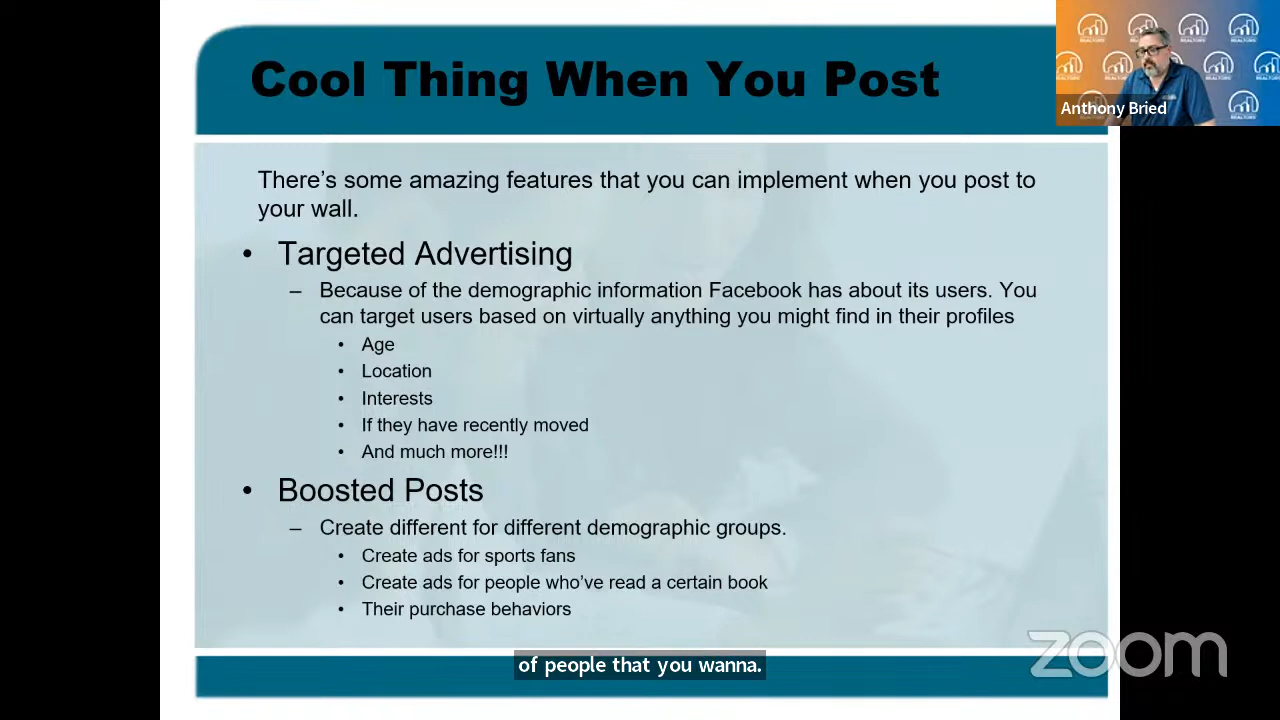 Cool Thing When You Post
REALTORS
REALTORS
REALTORS
REALTORS
Anthony Bried
There's some amazing features that you can implement when you post to
your wall.
• Targeted Advertising
– Because of the demographic information Facebook has about its users. You
can target users based on virtually anything you might find in their profiles
• Age
• Location
• Interests
• If they have recently moved
• And much more!!!
• Boosted Posts
– Create different for different demographic groups.
• Create ads for sports fans
• Create ads for people who've read a certain book
• Their purchase behaviors
of people that you wanna.
zoom